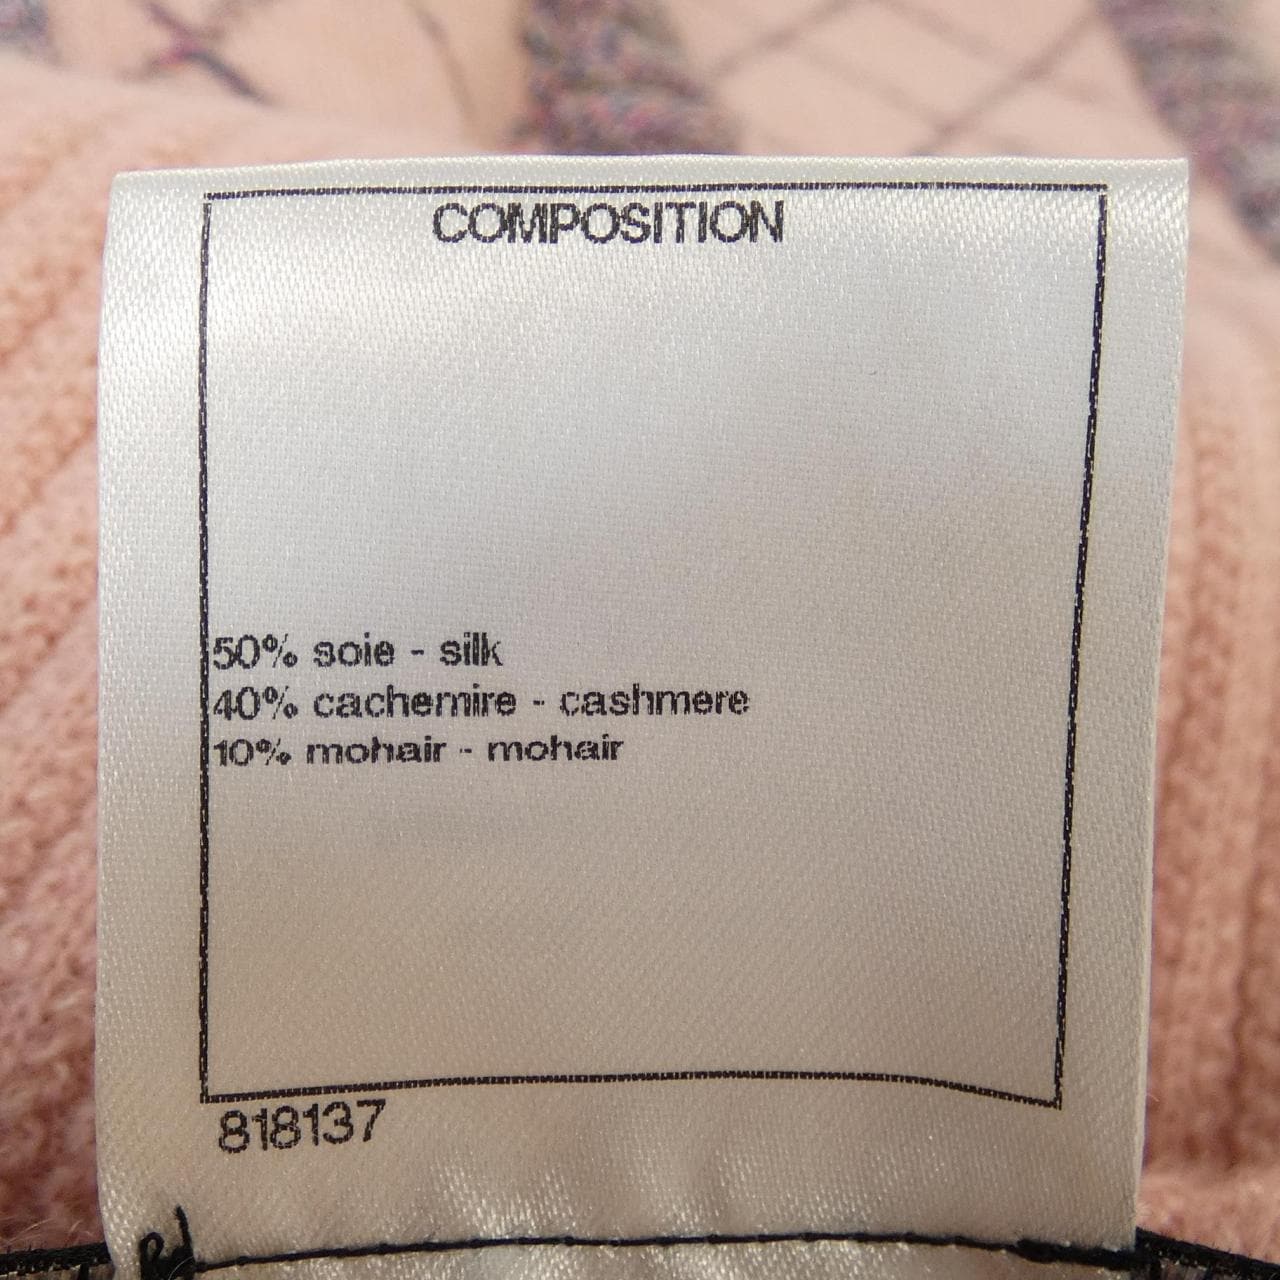 COMPOSITION
50% soie - silk
40% cachemire - cashmere
10% mohair - mohair
818137